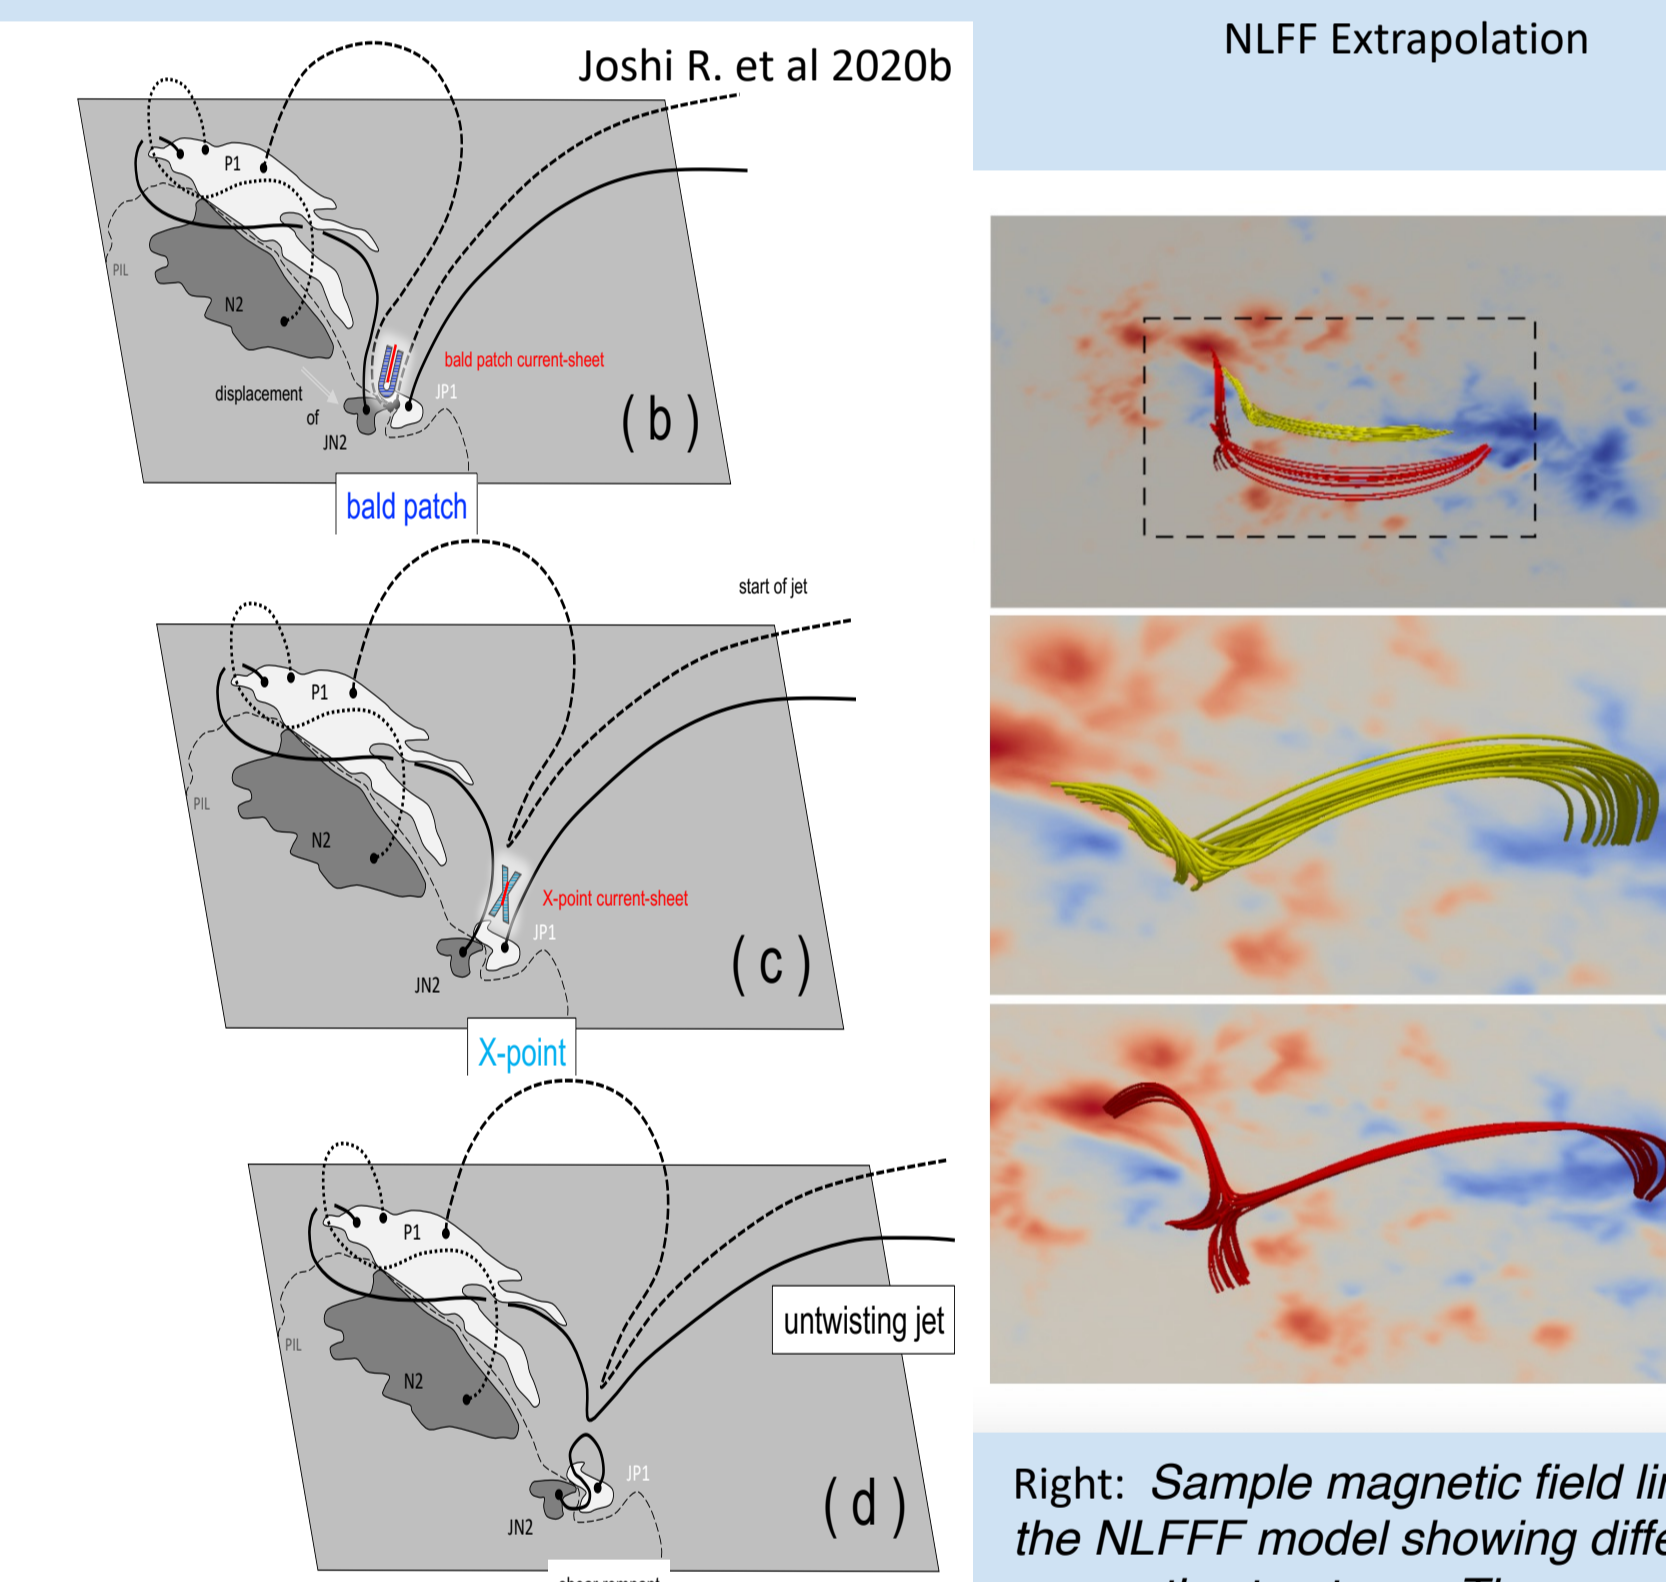 Joshi R. et al 2020b
P1
PIL
N2
bald patch current-sheet
displacement
of
JN2
JP1
(b)
bald patch
start of jet
P1
PIL
N2
X-point current-sheet
JP1
JN2
(c)
X-point
P1
untwisting jet
PIL
N2
JP1
JN2
(d)
NLFF Extrapolation
Right: Sample magnetic field
the NLFFF model showing